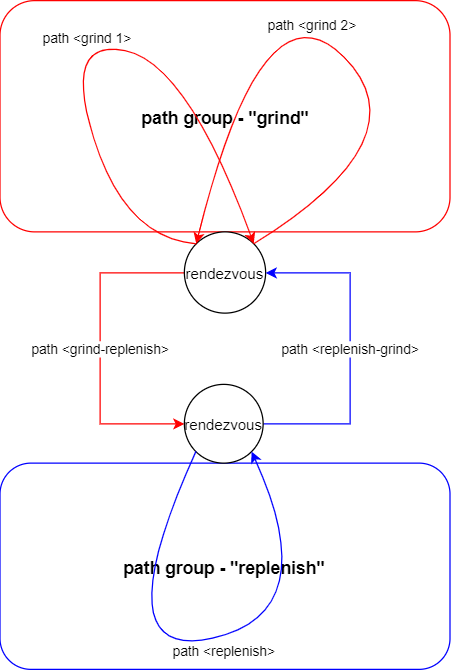 path <grind 2>
path <grind 1>
path group - "grind"
rendezvous
path <grind-replenish>
path <replenish-grind>
rendezvous
path group - "replenish"
path <replenish>